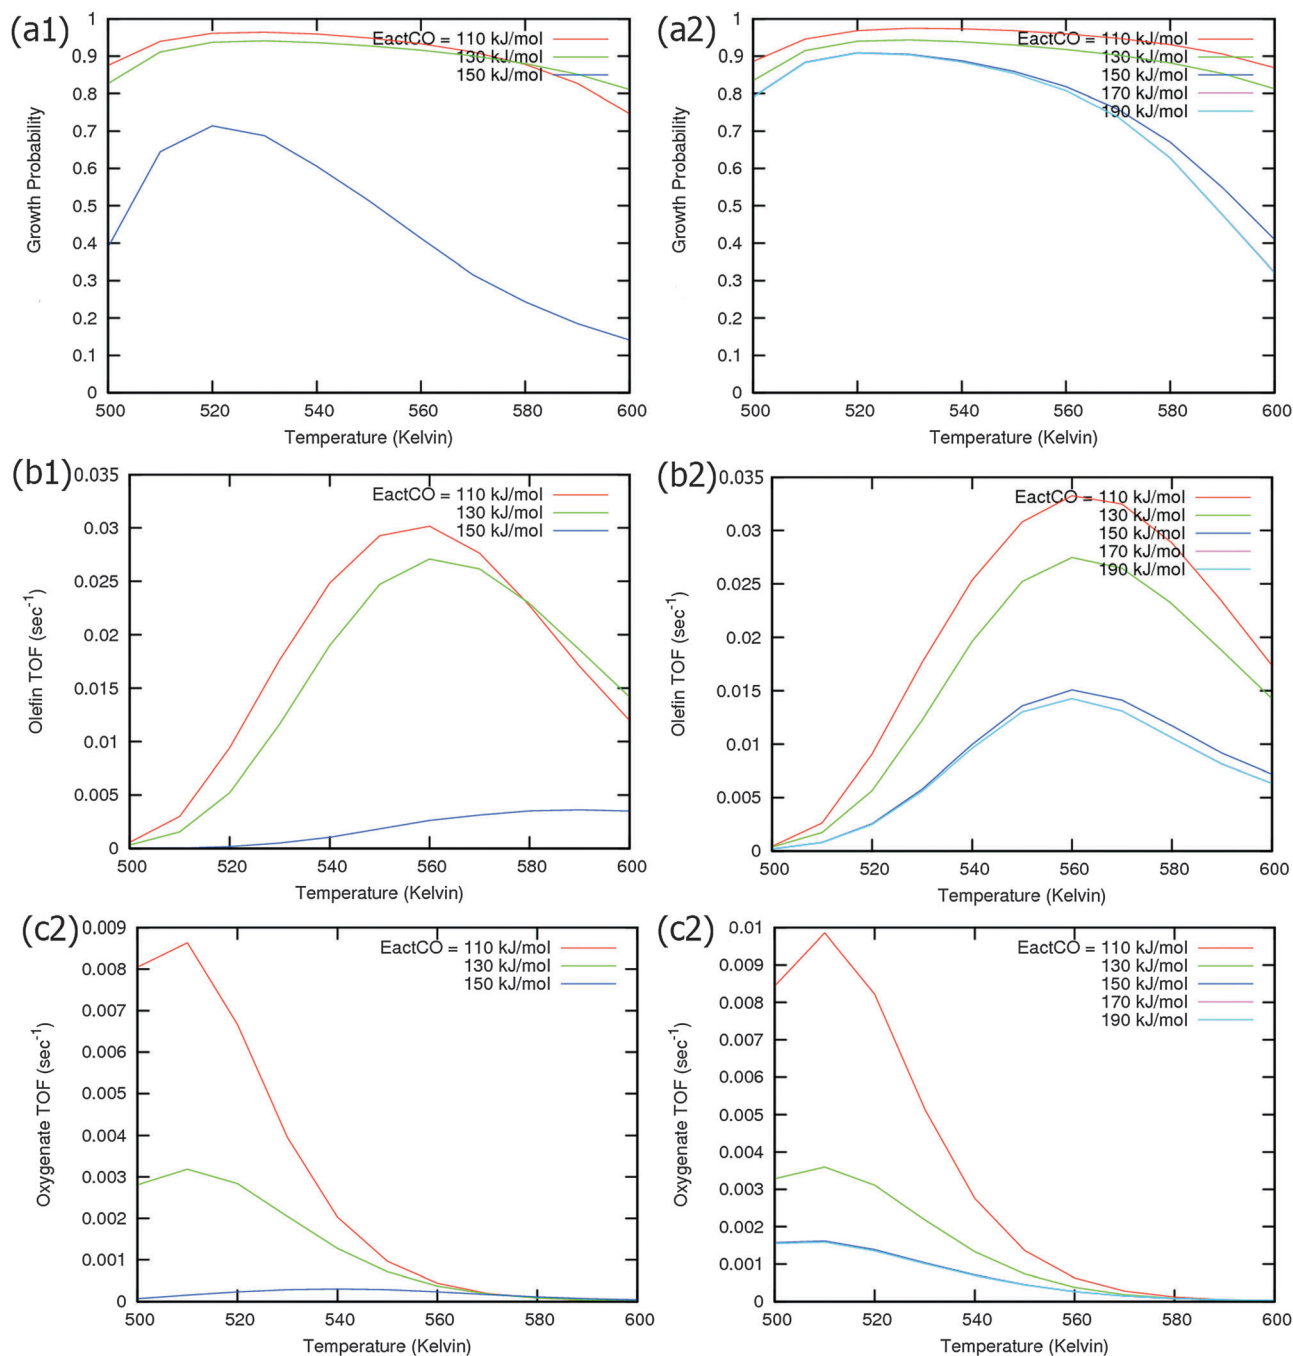 (a1)
1
0.9
0.8
0.7
0.6
0.5
0.4
0.3
0.2
0.1
0
Growth Probability
EactCO = 110 kJ/mol
130 kJ/mol
150 kJ/mol
500 520 540 560 580 600
Temperature (Kelvin)
(a2)
1
0.9
0.8
0.7
0.6
0.5
0.4
0.3
0.2
0.1
0
Growth Probability
EactCO = 110 kJ/mol
130 kJ/mol
150 kJ/mol
170 kJ/mol
190 kJ/mol
500 520 540 560 580 600
Temperature (Kelvin)
(b1)
0.035
0.03
0.025
0.02
0.015
0.01
0.005
0
Olefin TOF (sec⁻¹)
EactCO = 110 kJ/mol
130 kJ/mol
150 kJ/mol
500 520 540 560 580 600
Temperature (Kelvin)
(b2)
0.035
0.03
0.025
0.02
0.015
0.01
0.005
0
Olefin TOF (sec⁻¹)
EactCO = 110 kJ/mol
130 kJ/mol
150 kJ/mol
170 kJ/mol
190 kJ/mol
500 520 540 560 580 600
Temperature (Kelvin)
(c2)
0.009
0.008
0.007
0.006
0.005
0.004
0.003
0.002
0.001
0
Oxygenate TOF (sec⁻¹)
EactCO = 110 kJ/mol
130 kJ/mol
150 kJ/mol
500 520 540 560 580 600
Temperature (Kelvin)
(c2)
0.01
0.009
0.008
0.007
0.006
0.005
0.004
0.003
0.002
0.001
0
Oxygenate TOF (sec⁻¹)
EactCO = 110 kJ/mol
130 kJ/mol
150 kJ/mol
170 kJ/mol
190 kJ/mol
500 520 540 560 580 600
Temperature (Kelvin)